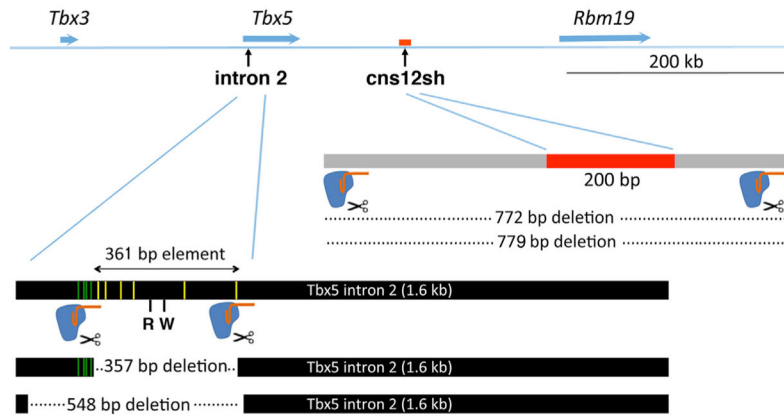 Tbx3 Tbx5 Rbm19
200 kb
intron 2 cns12sh
200 bp
772 bp deletion
779 bp deletion
361 bp element
Tbx5 intron 2 (1.6 kb)
R W
357 bp deletion Tbx5 intron 2 (1.6 kb)
548 bp deletion Tbx5 intron 2 (1.6 kb)